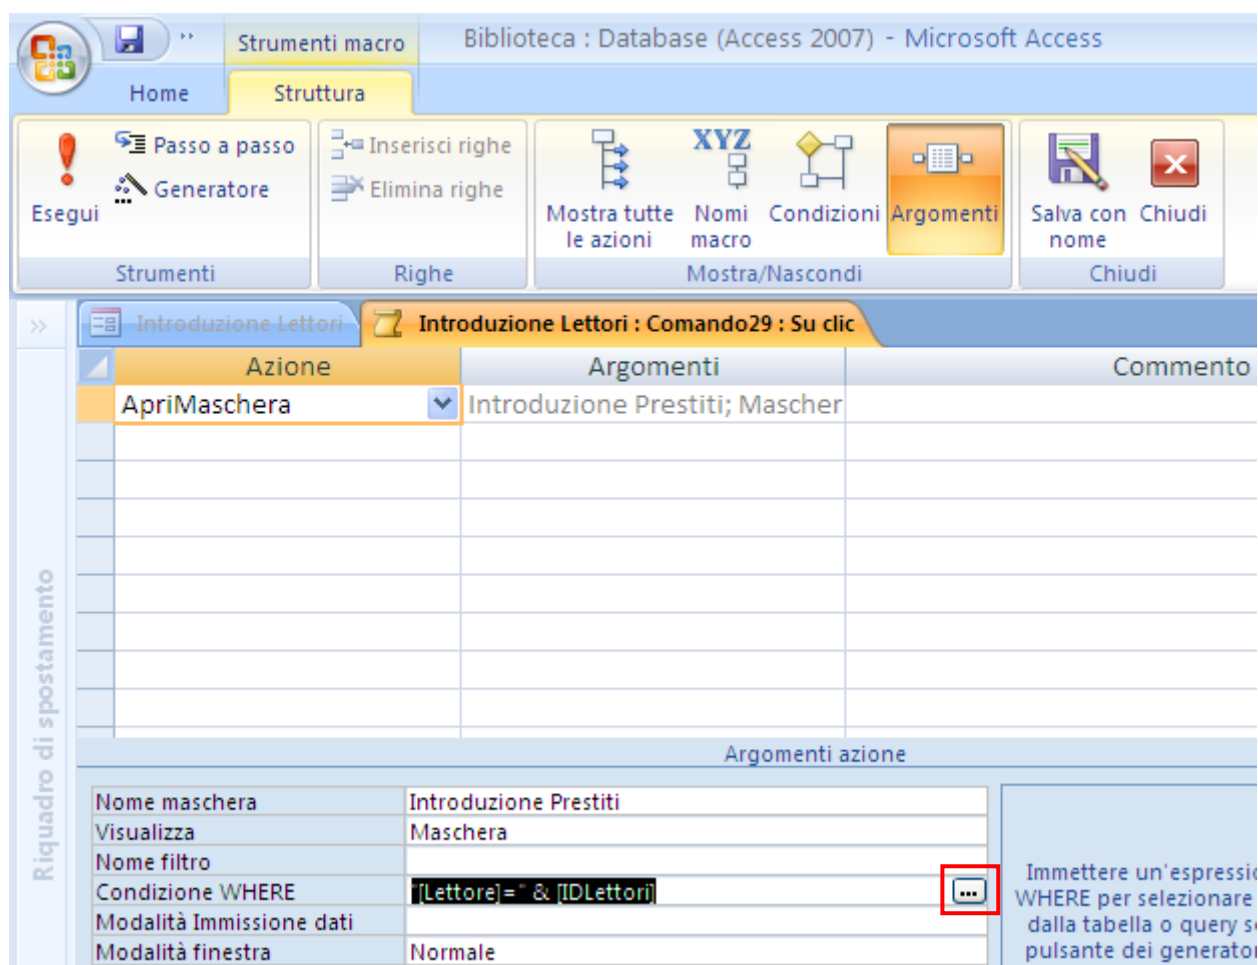 Strumenti macro
Biblioteca : Database (Access 2007) - Microsoft Access
Home
Struttura
Esegui
Passo a passo
Generatore
Strumenti
Inserisci righe
Elimina righe
Righe
Mostra tutte
le azioni
XYZ
Nomi
macro
Condizioni
Argomenti
Mostra/Nascondi
Salva con
nome
Chiudi
Chiudi
Introduzione Lettori
Introduzione Lettori : Comando29 : Su clic
Azione Argomenti Commento
ApriMaschera Introduzione Prestiti; Mascher
Riquadro di spostamento
Argomenti azione
Nome maschera Introduzione Prestiti
Visualizza Maschera
Nome filtro
Condizione WHERE "[Lettore]=" & [IDLettori] ...
Modalità Immissione dati
Modalità finestra Normale
Immettere un'espressio
WHERE per selezionare
dalla tabella o query s
pulsante dei generato